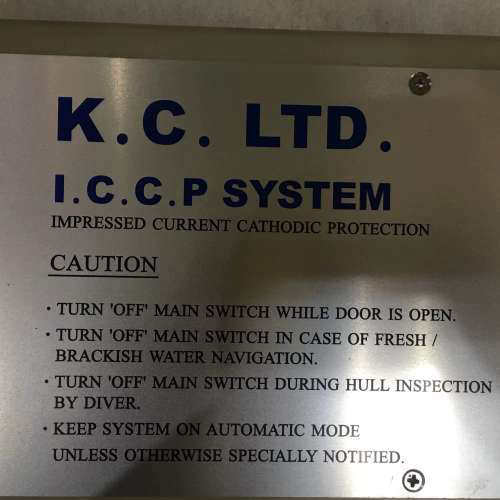 K.C. LTD.
I.C.C.P SYSTEM
IMPRESSED CURRENT CATHODIC PROTECTION
CAUTION
· TURN 'OFF' MAIN SWITCH WHILE DOOR IS OPEN.
· TURN 'OFF' MAIN SWITCH IN CASE OF FRESH /
BRACKISH WATER NAVIGATION.
· TURN 'OFF' MAIN SWITCH DURING HULL INSPECTION
BY DIVER.
· KEEP SYSTEM ON AUTOMATIC MODE
UNLESS OTHERWISE SPECIALLY NOTIFIED.